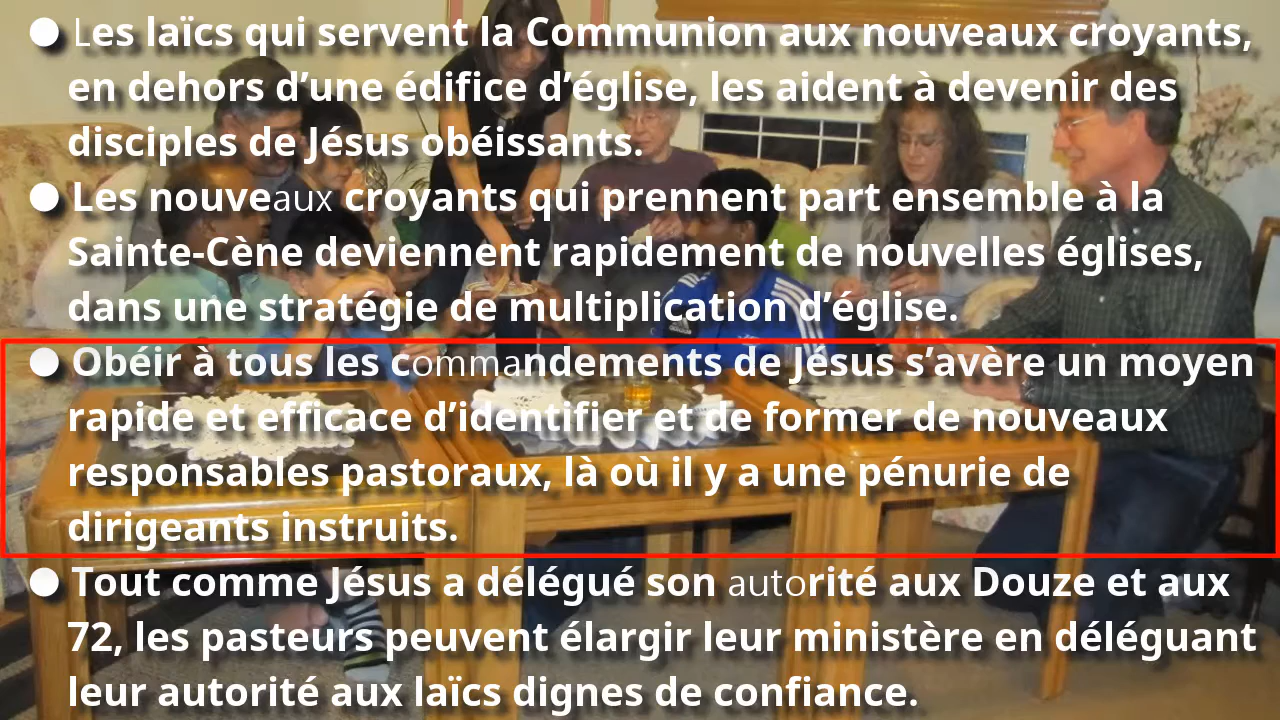 ● Les laïcs qui servent la Communion aux nouveaux croyants,
en dehors d’une édifice d’église, les aident à devenir des
disciples de Jésus obéissants.
● Les nouveaux croyants qui prennent part ensemble à la
Sainte-Cène deviennent rapidement de nouvelles églises,
dans une stratégie de multiplication d’église.
● Obéir à tous les commandements de Jésus s’avère un moyen
rapide et efficace d’identifier et de former de nouveaux
responsables pastoraux, là où il y a une pénurie de
dirigeants instruits.
● Tout comme Jésus a délégué son autorité aux Douze et aux
72, les pasteurs peuvent élargir leur ministère en déléguant
leur autorité aux laïcs dignes de confiance.